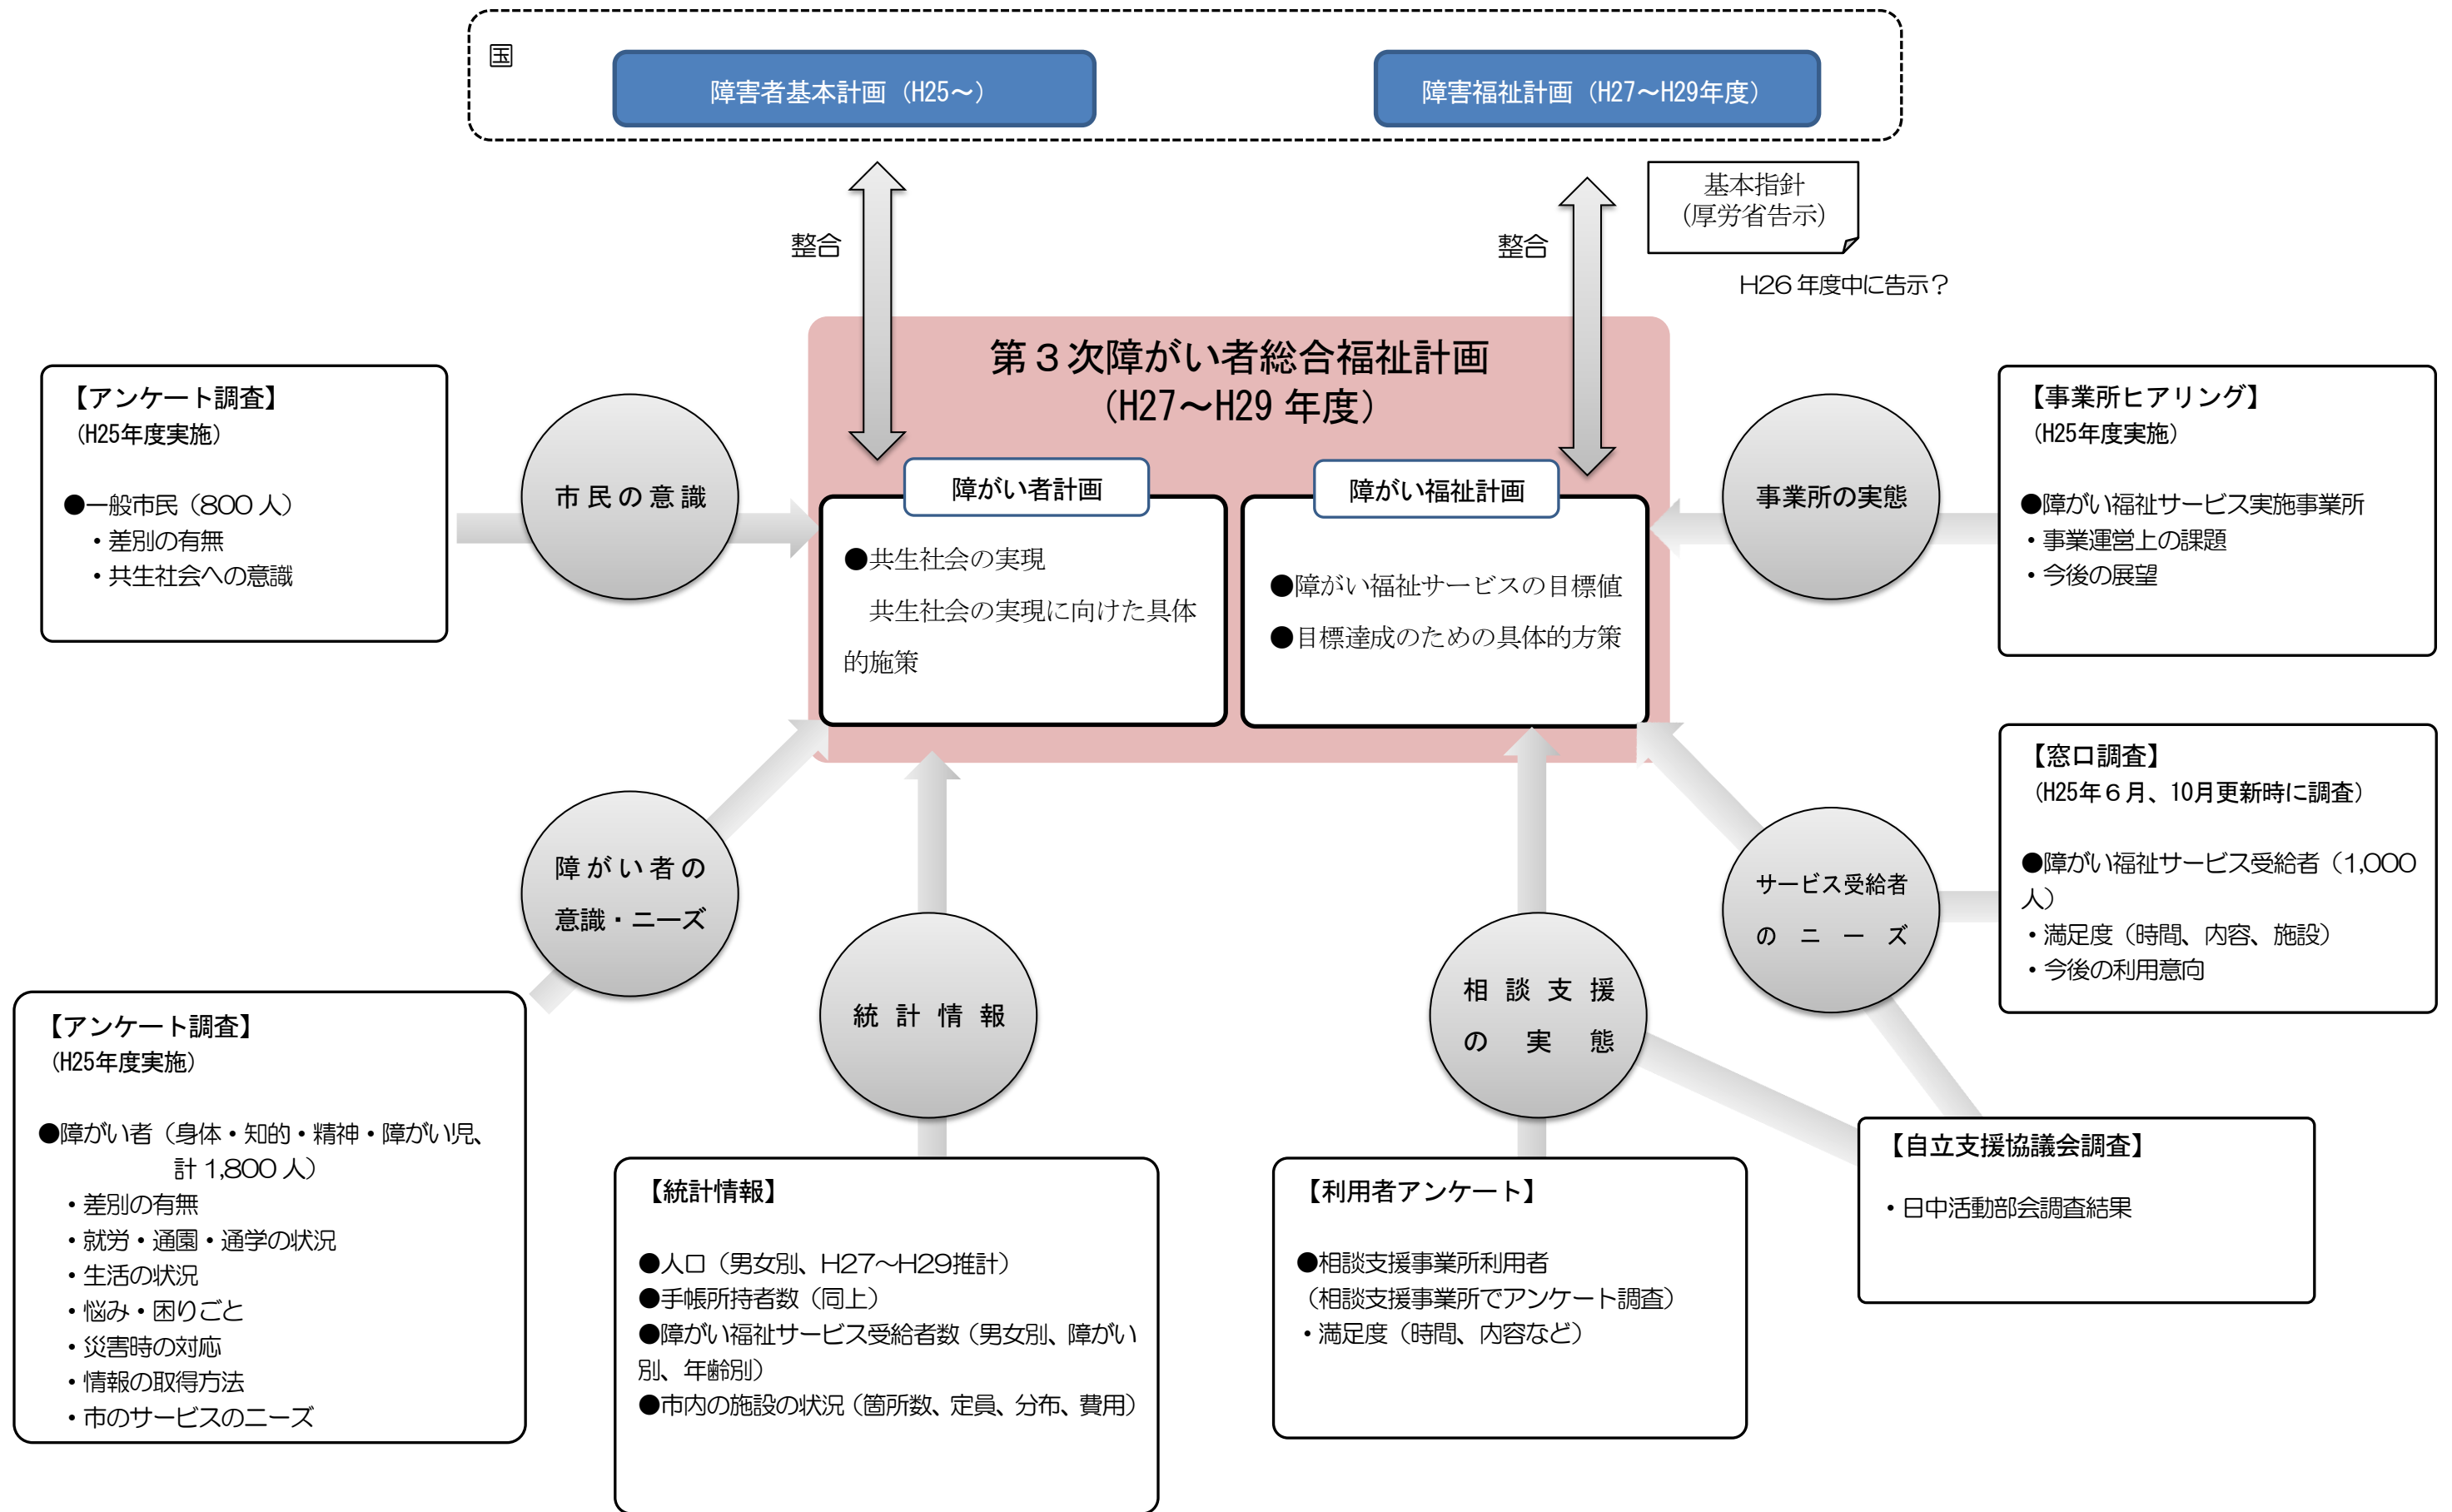 国
障害者基本計画（H25～）
障害福祉計画（H27～H29年度）
基本指針
（厚労省告示）
整合
整合
H26 年度中に告示？
第３次障がい者総合福祉計画
（H27～H29 年度）
障がい者計画
●共生社会の実現
共生社会の実現に向けた具体
的施策
障がい福祉計画
●障がい福祉サービスの目標値
●目標達成のための具体的方策
【アンケート調査】
（H25年度実施）
●一般市民（800 人）
・差別の有無
・共生社会への意識
市民の意識
事業所の実態
【事業所ヒアリング】
（H25年度実施）
●障がい福祉サービス実施事業所
・事業運営上の課題
・今後の展望
【窓口調査】
（H25年６月、10月更新時に調査）
●障がい福祉サービス受給者（1,000
人）
・満足度（時間、内容、施設）
・今後の利用意向
サービス受給者
のニーズ
障がい者の
意識・ニーズ
統計情報
相談支援
の実態
【アンケート調査】
（H25年度実施）
●障がい者（身体・知的・精神・障がい児、
計 1,800 人）
・差別の有無
・就労・通園・通学の状況
・生活の状況
・悩み・困りごと
・災害時の対応
・情報の取得方法
・市のサービスのニーズ
【統計情報】
●人口（男女別、H27～H29推計）
●手帳所持者数（同上）
●障がい福祉サービス受給者数（男女別、障がい
別、年齢別）
●市内の施設の状況（箇所数、定員、分布、費用）
【利用者アンケート】
●相談支援事業所利用者
（相談支援事業所でアンケート調査）
・満足度（時間、内容など）
【自立支援協議会調査】
・日中活動部会調査結果